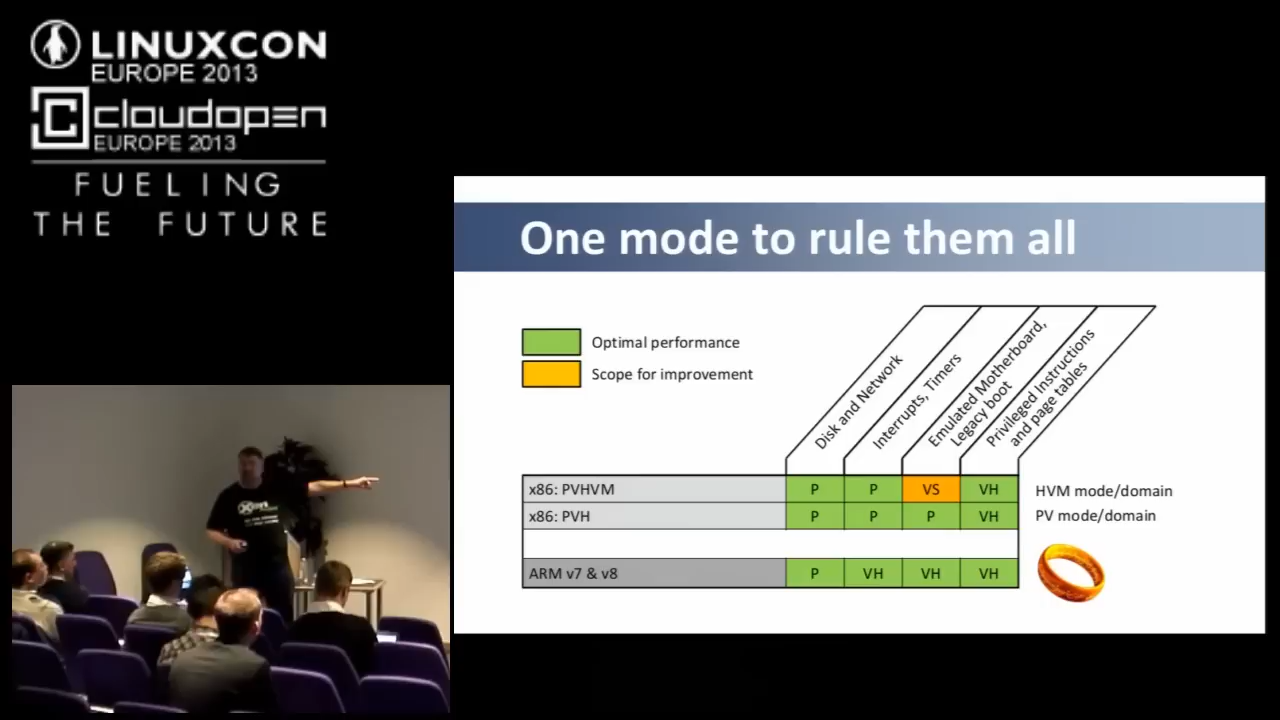 LINUXCON
EUROPE 2013
cloudopen
EUROPE 2013
FUELING
THE FUTURE
One mode to rule them all
Optimal performance
Scope for improvement
Disk and Network
Interrupts, Timers
Emulated Motherboard,
Legacy boot
Privileged Instructions
and page tables
x86: PVHVM P P VS VH HVM mode/domain
x86: PVH P P P VH PV mode/domain
ARM v7 & v8 P VH VH VH